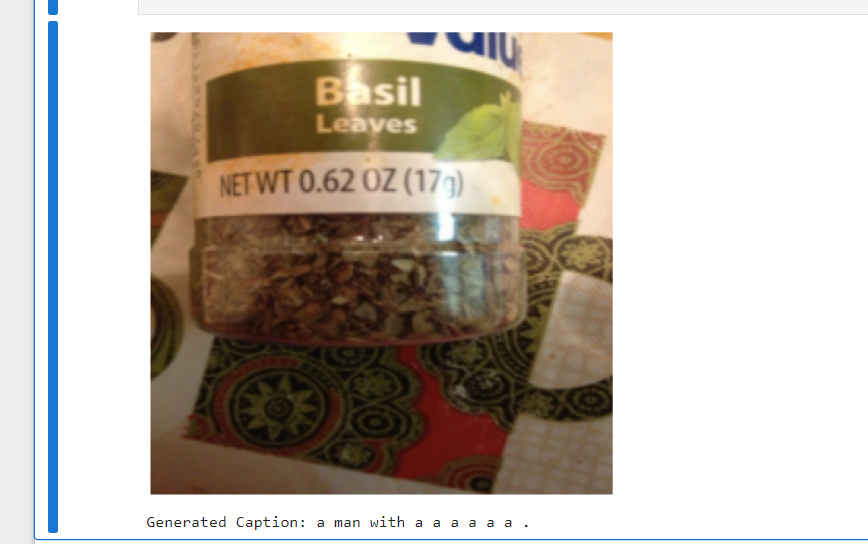 Basil
Leaves
NET WT 0.62 OZ (17g)
Generated Caption: a man with a a a a a a .